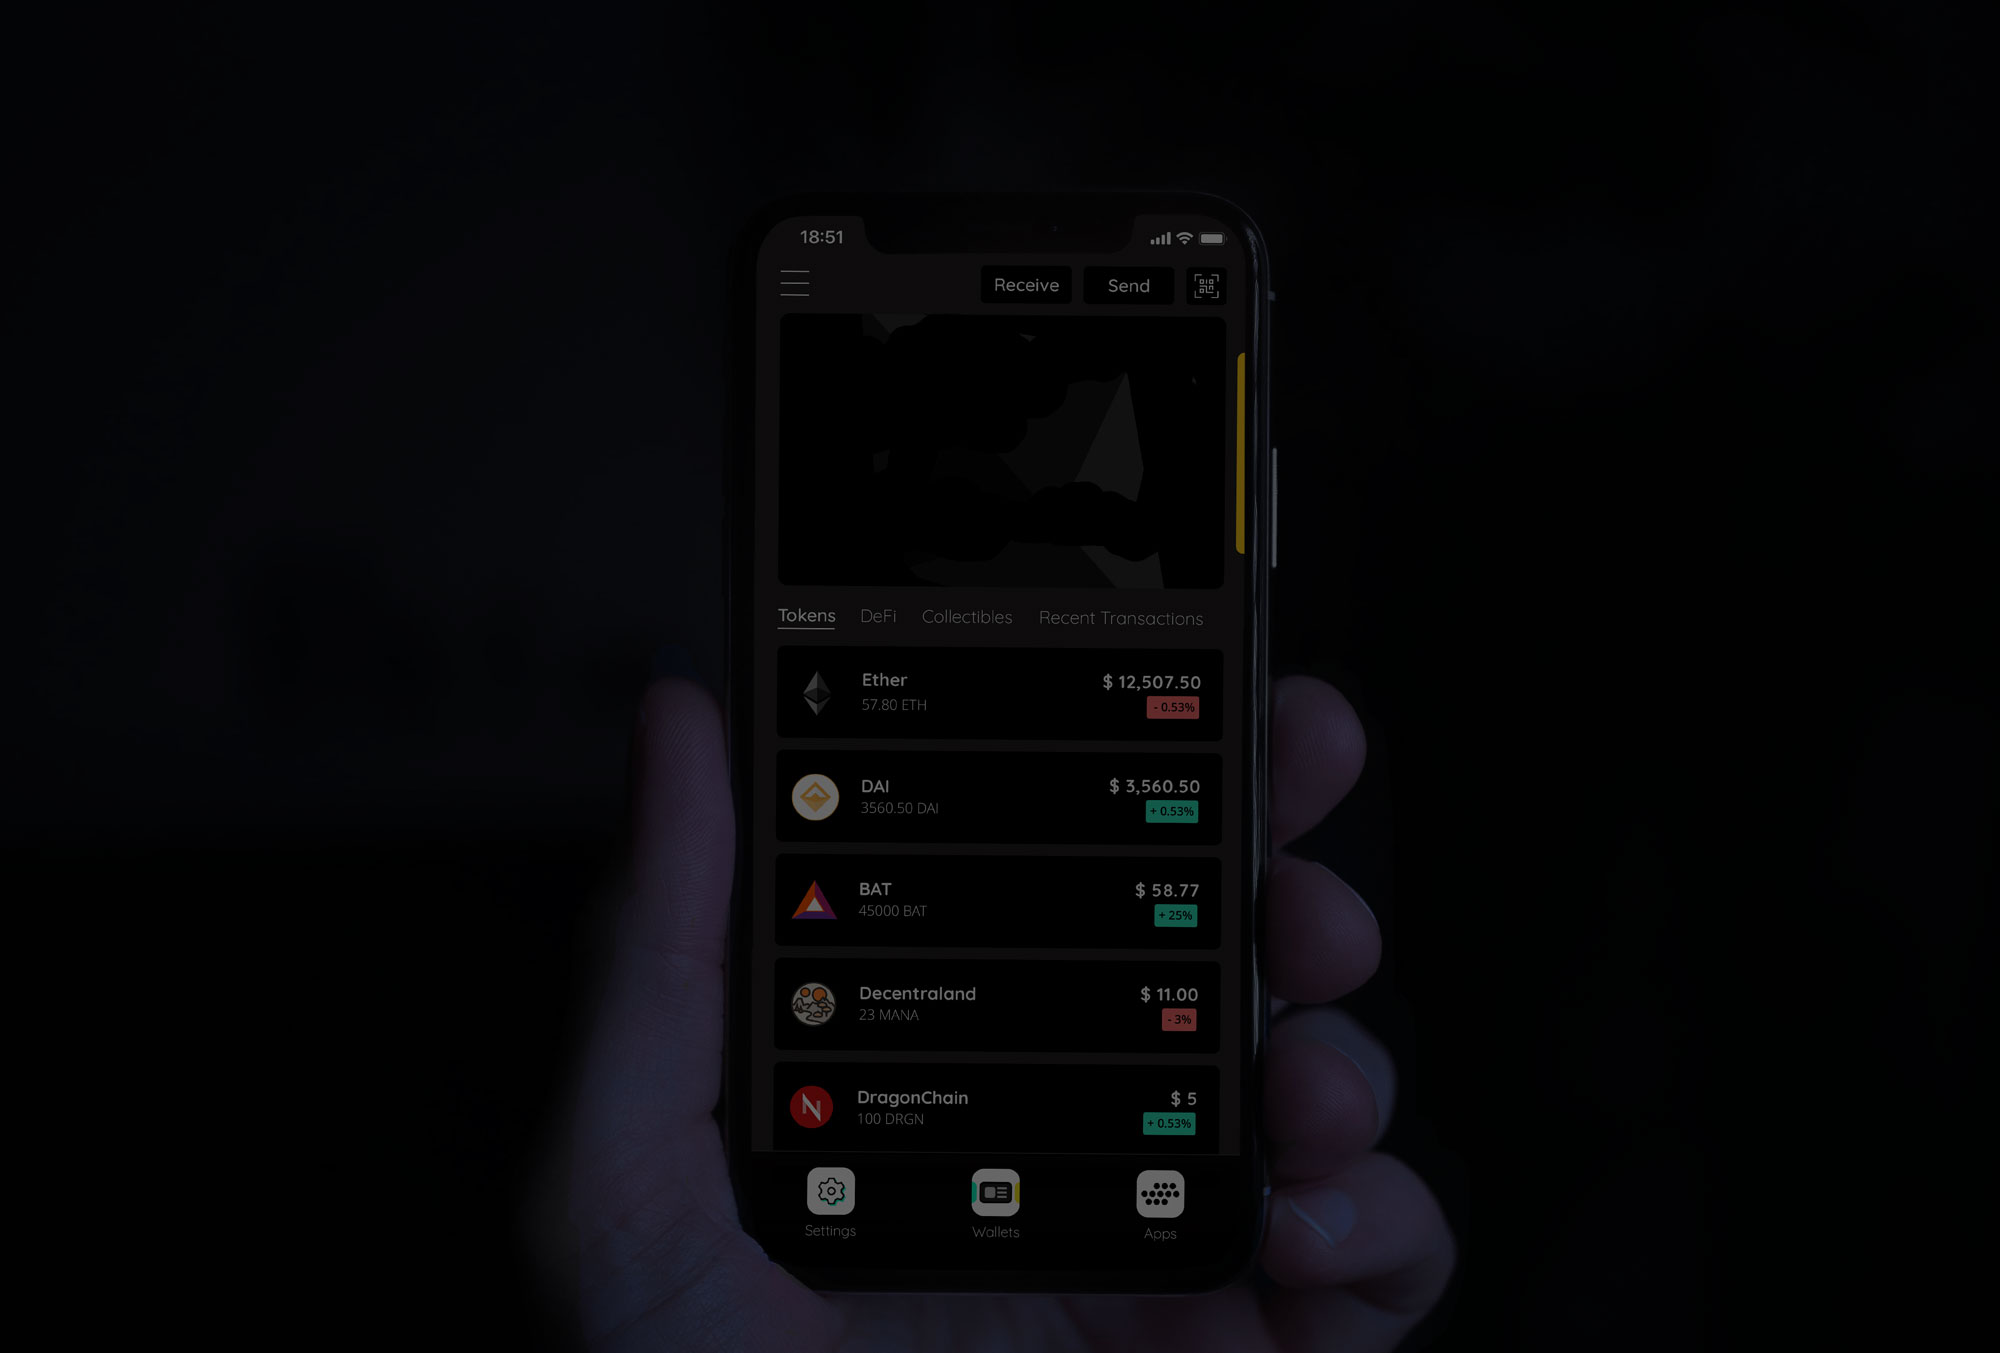 18:51
Receive
Send
Tokens
DeFi
Collectibles
Recent Transactions
Ether
$ 12,507.50
57.80 ETH
- 0.53%
DAI
$ 3,560.50
3560.50 DAI
+ 0.53%
BAT
$ 58.77
45000 BAT
+ 25%
Decentraland
$ 11.00
23 MANA
- 3%
DragonChain
$ 5
100 DRGN
+ 0.53%
Settings
Wallets
Apps